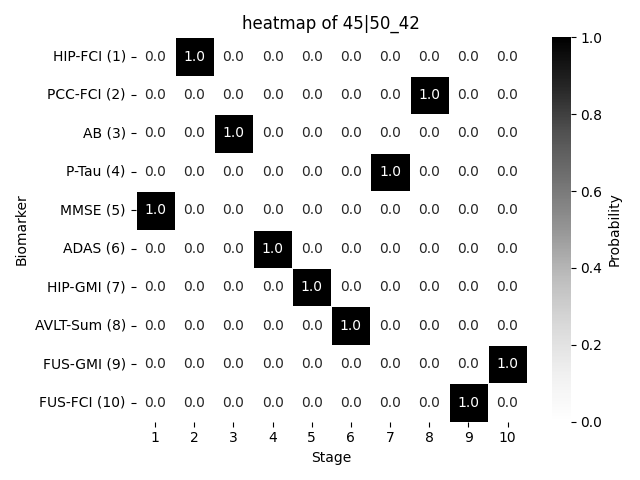 heatmap of 45|50_42
HIP-FCI (1) 0.0 1.0 0.0 0.0 0.0 0.0 0.0 0.0 0.0 0.0
PCC-FCI (2) 0.0 0.0 0.0 0.0 0.0 0.0 0.0 1.0 0.0 0.0
AB (3) 0.0 0.0 1.0 0.0 0.0 0.0 0.0 0.0 0.0 0.0
P-Tau (4) 0.0 0.0 0.0 0.0 0.0 0.0 1.0 0.0 0.0 0.0
MMSE (5) 1.0 0.0 0.0 0.0 0.0 0.0 0.0 0.0 0.0 0.0
ADAS (6) 0.0 0.0 0.0 1.0 0.0 0.0 0.0 0.0 0.0 0.0
HIP-GMI (7) 0.0 0.0 0.0 0.0 1.0 0.0 0.0 0.0 0.0 0.0
AVLT-Sum (8) 0.0 0.0 0.0 0.0 0.0 1.0 0.0 0.0 0.0 0.0
FUS-GMI (9) 0.0 0.0 0.0 0.0 0.0 0.0 0.0 0.0 0.0 1.0
FUS-FCI (10) 0.0 0.0 0.0 0.0 0.0 0.0 0.0 0.0 1.0 0.0
1 2 3 4 5 6 7 8 9 10
Stage
Biomarker
1.0
0.8
0.6
0.4
0.2
0.0
Probability